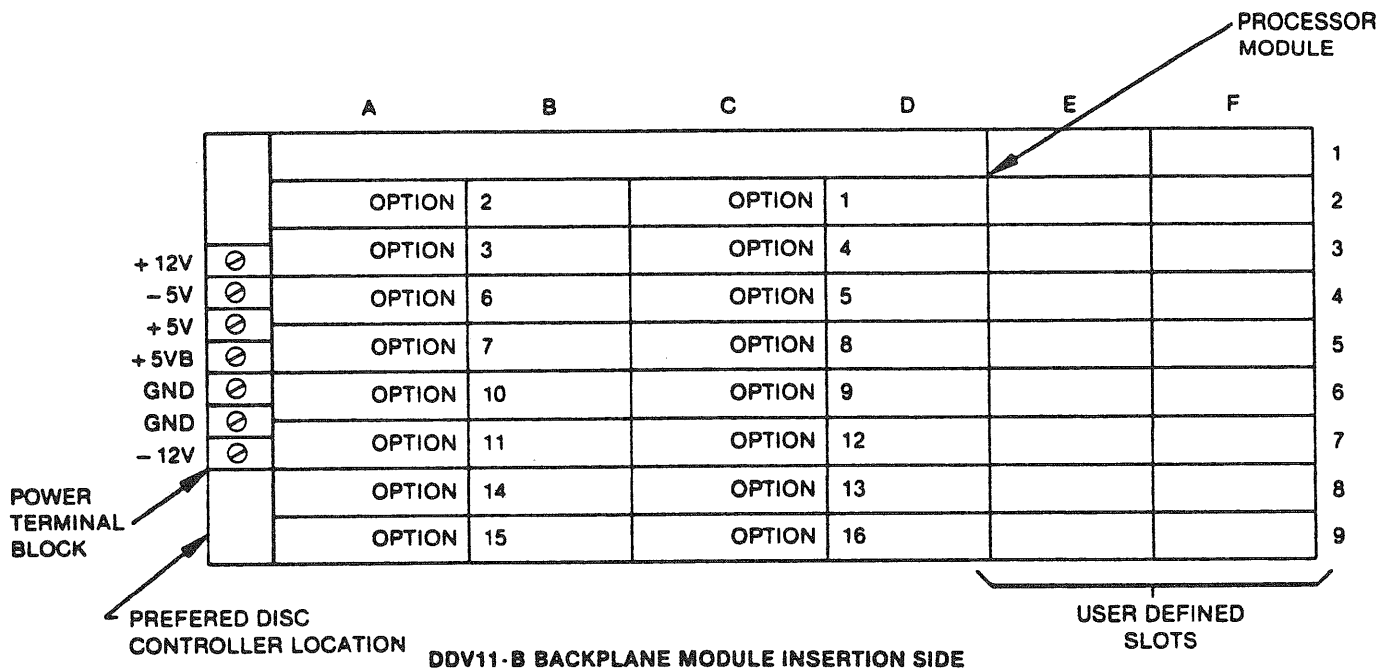 PROCESSOR
MODULE
A B C D E F
1
OPTION 2 OPTION 1 2
OPTION 3 OPTION 4 3
+ 12V
OPTION 6 OPTION 5 4
- 5V
+ 5V
OPTION 7 OPTION 8 5
+ 5VB
GND
OPTION 10 OPTION 9 6
GND
OPTION 11 OPTION 12 7
- 12V
OPTION 14 OPTION 13 8
POWER
TERMINAL
BLOCK
OPTION 15 OPTION 16 9
PREFERED DISC
CONTROLLER LOCATION
USER DEFINED
SLOTS
DDV11-B BACKPLANE MODULE INSERTION SIDE